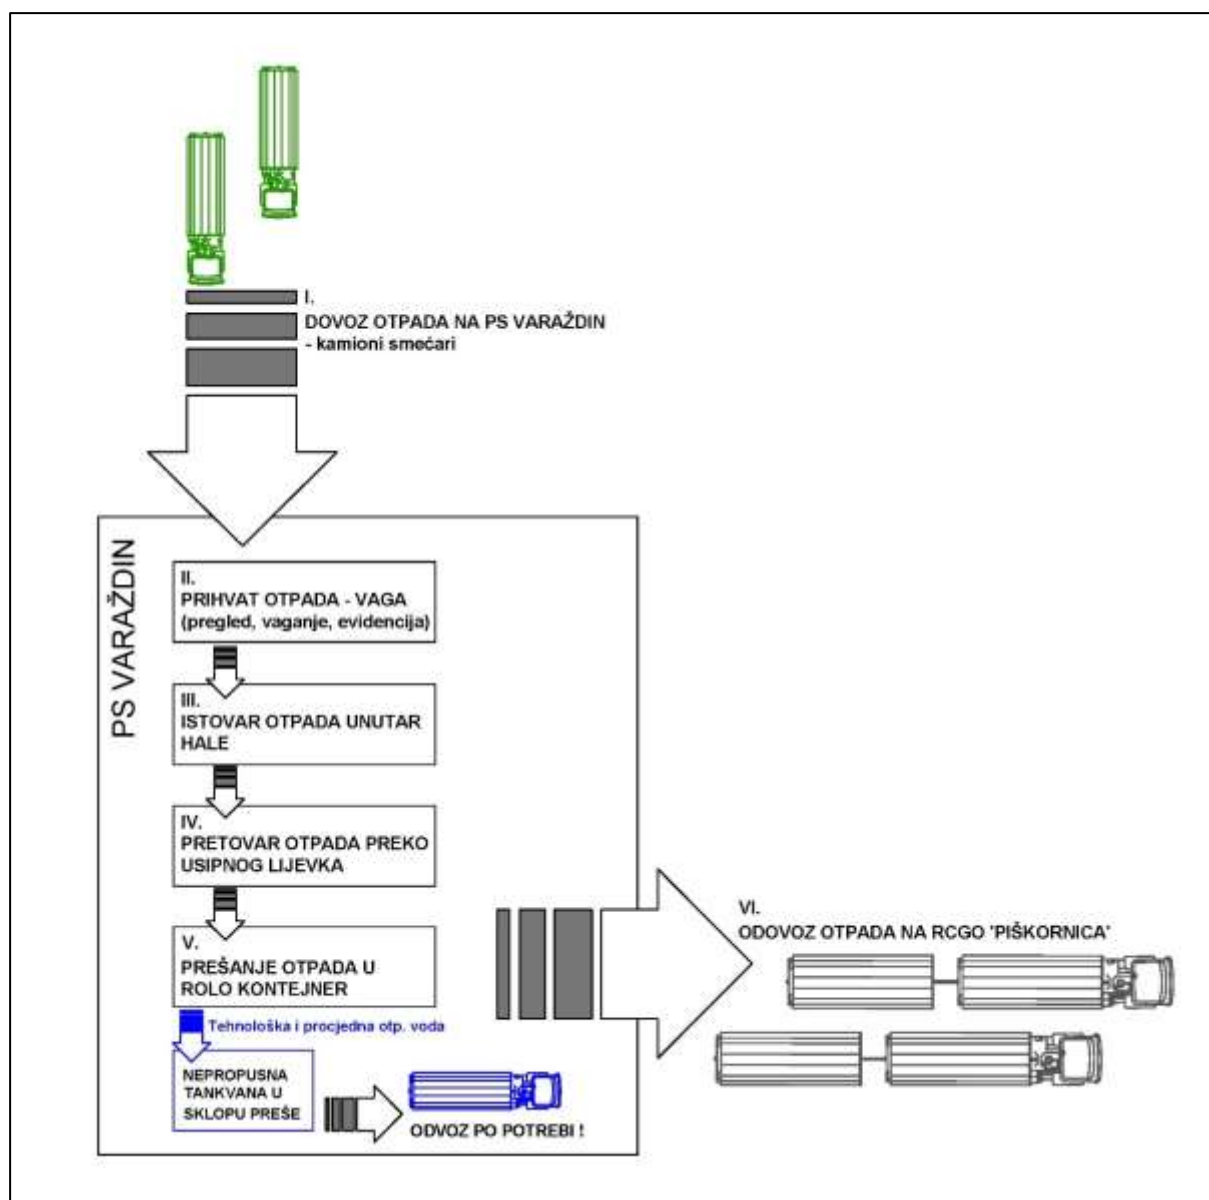 I.
DOVOZ OTPADA NA PS VARAŽDIN
- kamioni smećari
PS VARAŽDIN
II.
PRIHVAT OTPADA - VAGA
(pregled, vaganje, evidencija)
III.
ISTOVAR OTPADA UNUTAR
HALE
IV.
PRETOVAR OTPADA PREKO
USIPNOG LIJEVKA
V.
PREŠANJE OTPADA U
ROLO KONTEJNER
Tehnološka i procjedna otp. voda
NEPROPUSNA
TANKVANA U
SKLOPU PREŠE
ODVOZ PO POTREBI !
VI.
ODOVOZ OTPADA NA RCGO 'PIŠKORNICA'